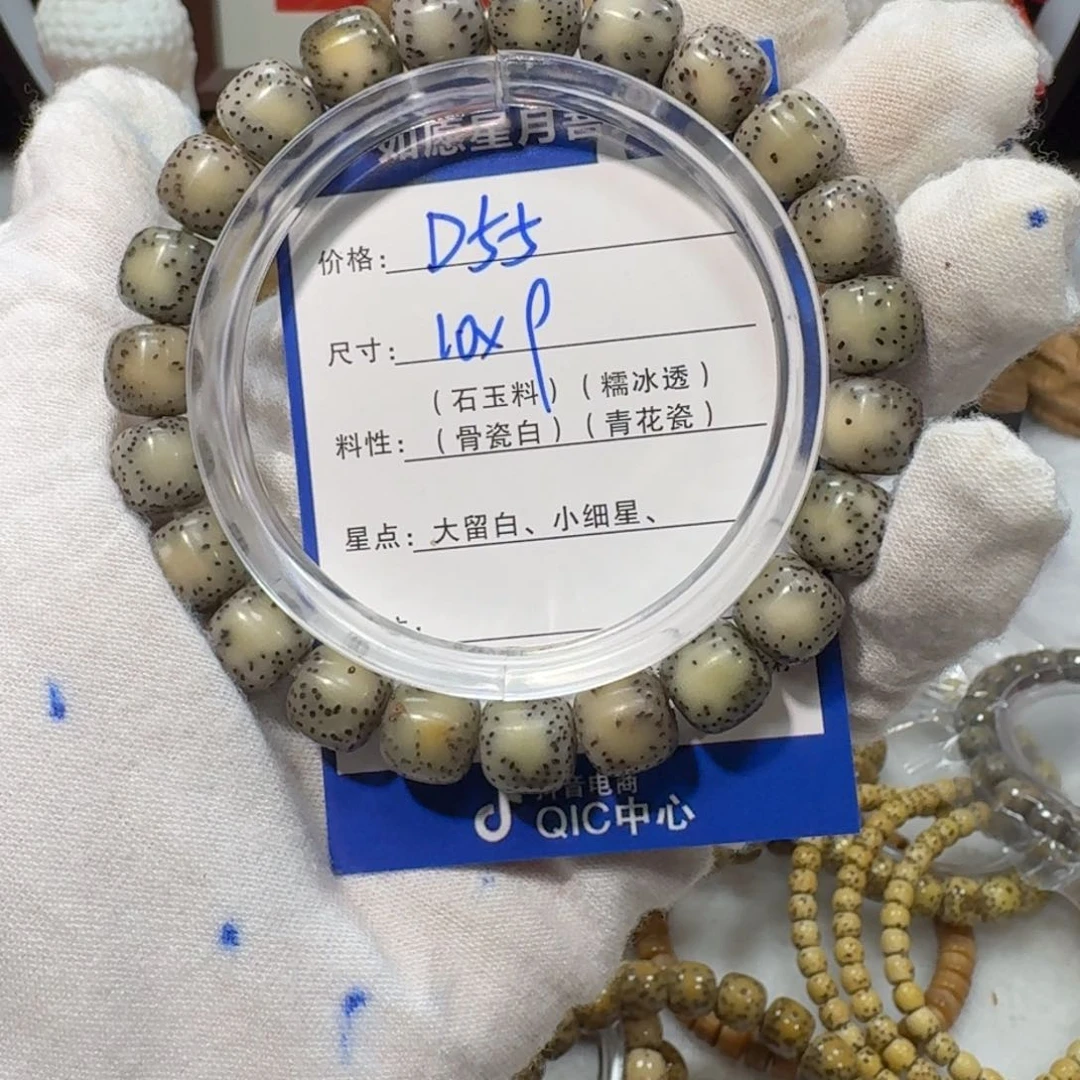 如愿星月菩
价格： D55
尺寸： 10x
（石玉料）（糯冰透）
料性：（骨瓷白）（青花瓷）
星点：大留白、小细星、
抖音电商
QIC中心